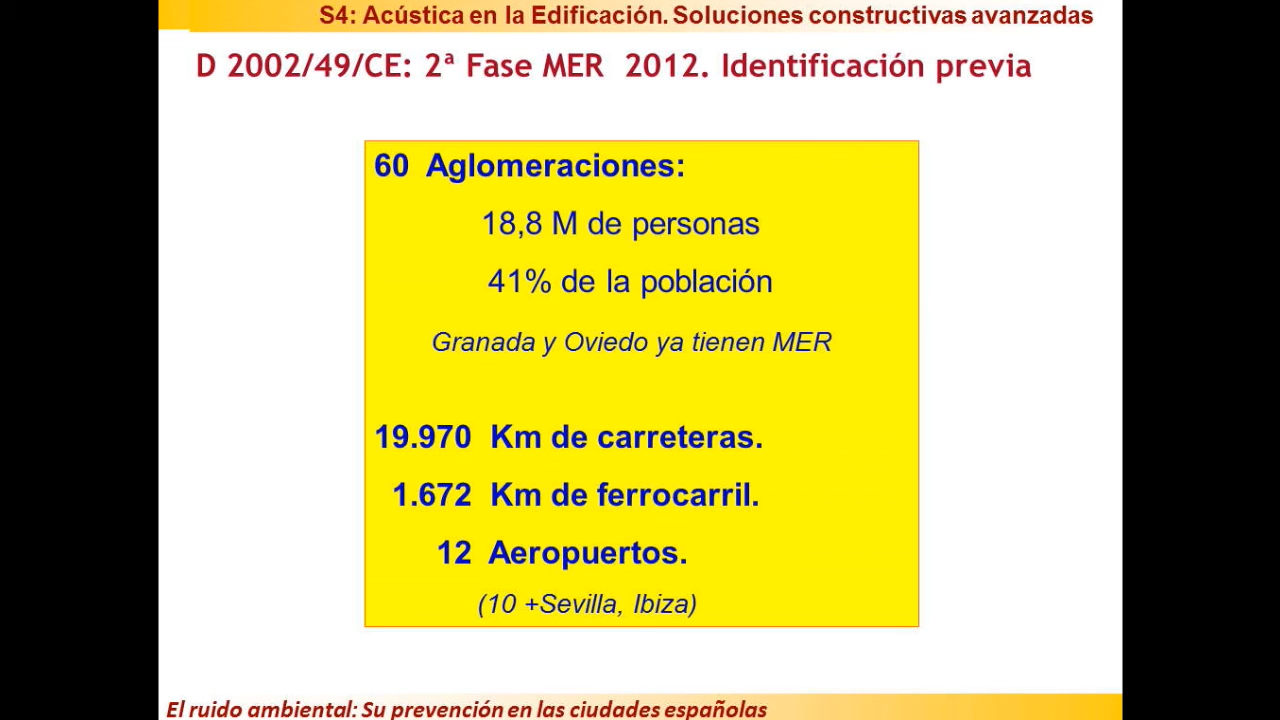 S4: Acústica en la Edificación. Soluciones constructivas avanzadas
D 2002/49/CE: 2ª Fase MER 2012. Identificación previa
60 Aglomeraciones:
18,8 M de personas
41% de la población
Granada y Oviedo ya tienen MER
19.970 Km de carreteras.
1.672 Km de ferrocarril.
12 Aeropuertos.
(10 +Sevilla, Ibiza)
El ruido ambiental: Su prevención en las ciudades españolas